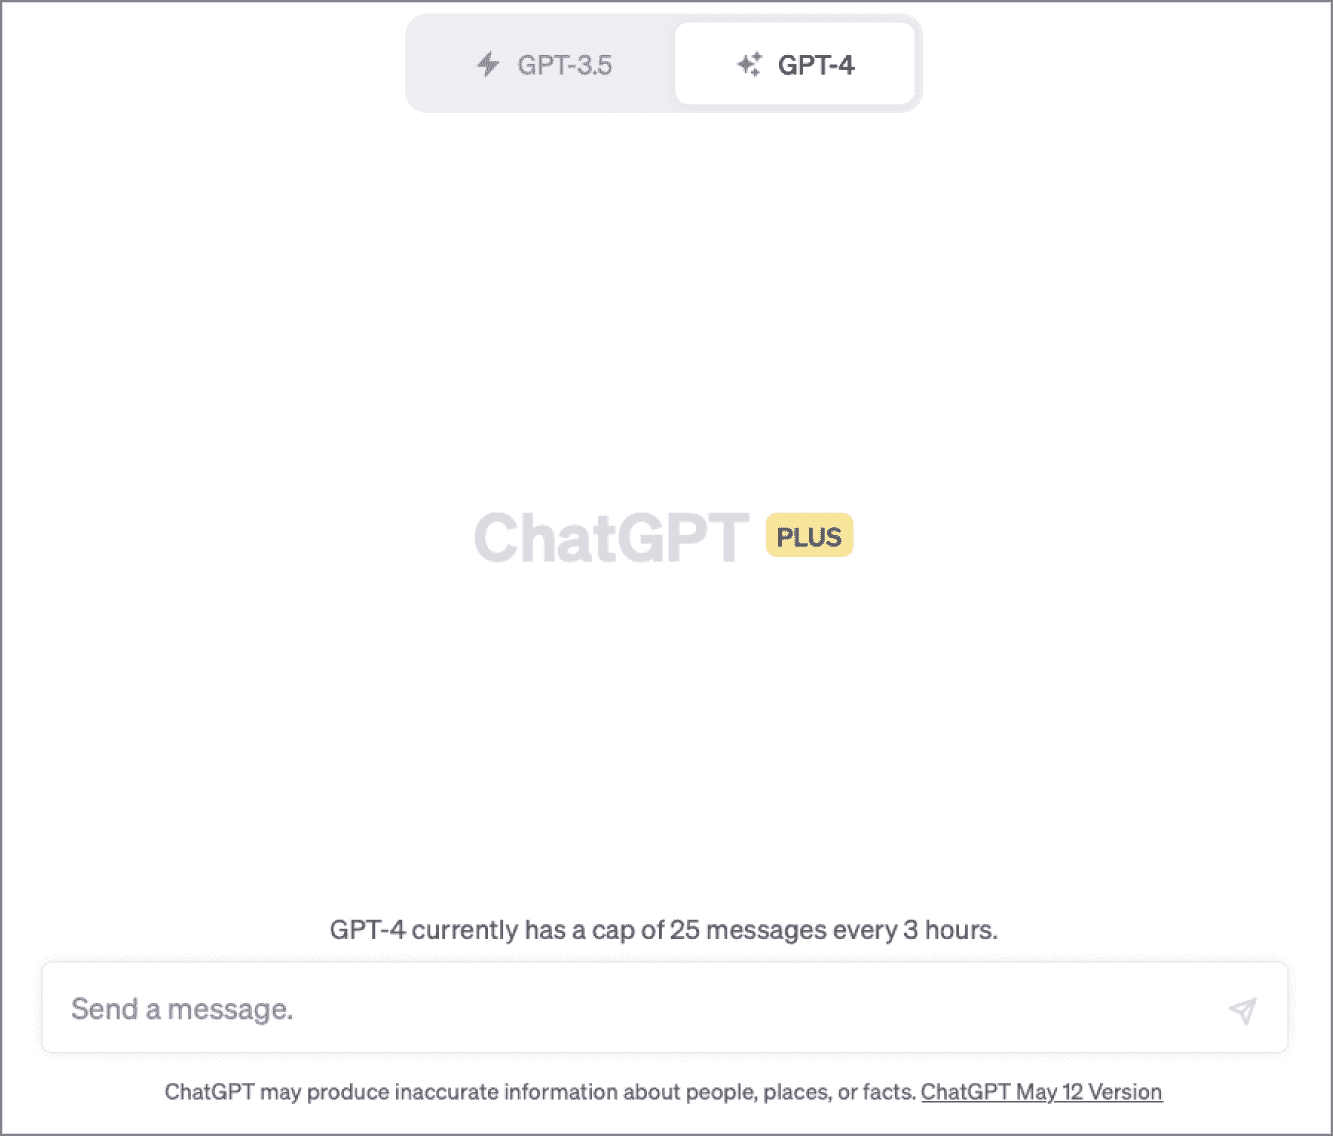 GPT-3.5
GPT-4
ChatGPT PLUS
GPT-4 currently has a cap of 25 messages every 3 hours.
Send a message.
ChatGPT may produce inaccurate information about people, places, or facts. ChatGPT May 12 Version